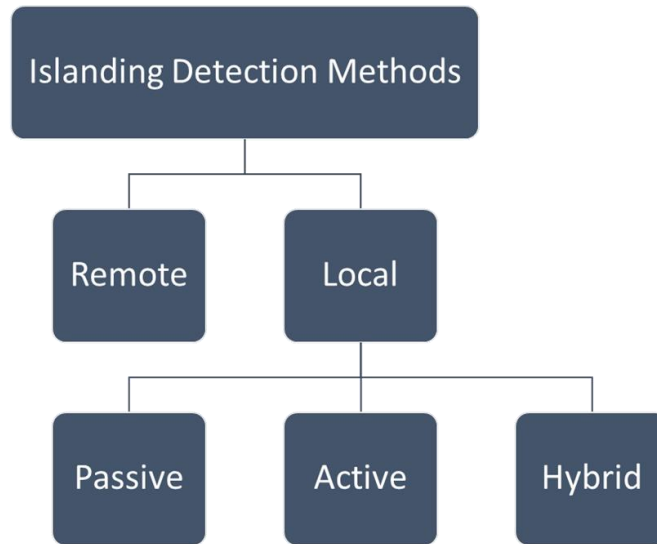 Islanding Detection Methods
Remote
Local
Passive
Active
Hybrid